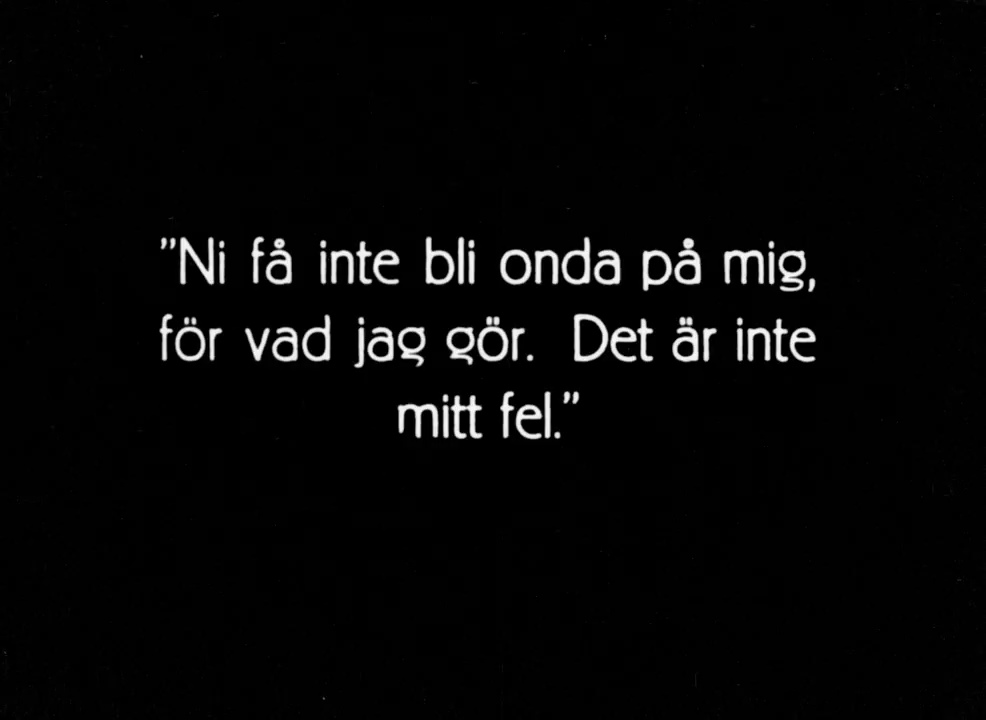 ”Ni få inte bli onda på mig,
för vad jag gör. Det är inte
mitt fel.”